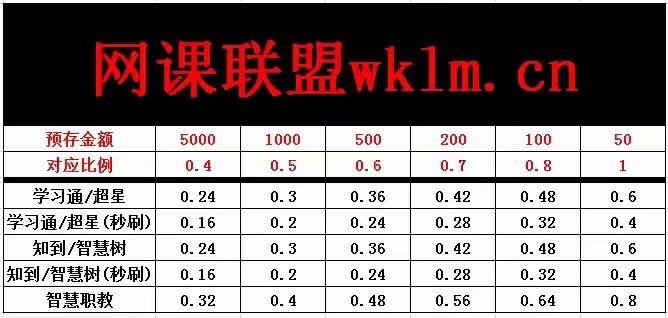 网课联盟wklm.cn
预存金额 5000 1000 500 200 100 50
对应比例 0.4 0.5 0.6 0.7 0.8 1
学习通/超星 0.24 0.3 0.36 0.42 0.48 0.6
学习通/超星(秒刷) 0.16 0.2 0.24 0.28 0.32 0.4
知到/智慧树 0.24 0.3 0.36 0.42 0.48 0.6
知到/智慧树(秒刷) 0.16 0.2 0.24 0.28 0.32 0.4
智慧职教 0.32 0.4 0.48 0.56 0.64 0.8